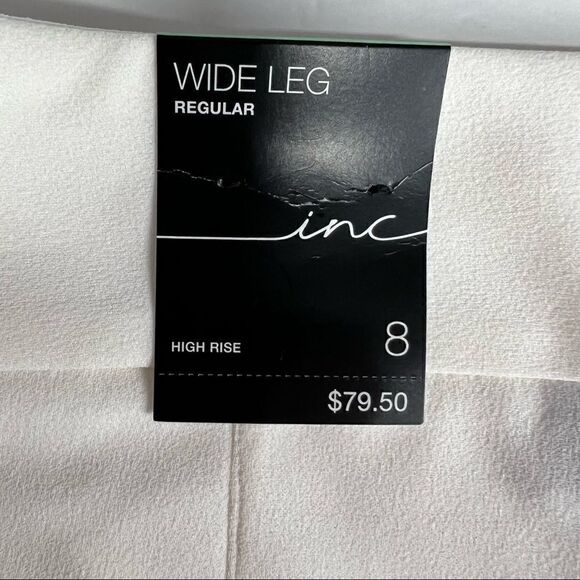 WIDE LEG
REGULAR
inc
HIGH RISE
8
$79.50